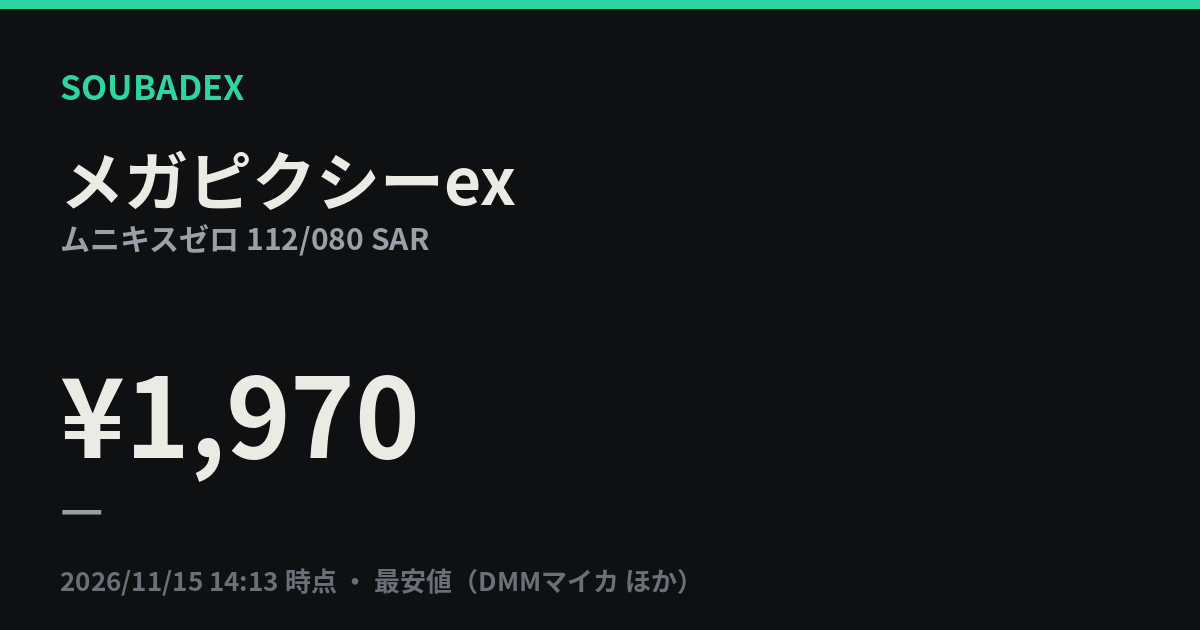 SOUBADEX
メガピクシーex
ムニキスゼロ 112/080 SAR
¥1,970
—
2026/11/15 14:13 時点 ・ 最安値（DMMマイカ ほか）